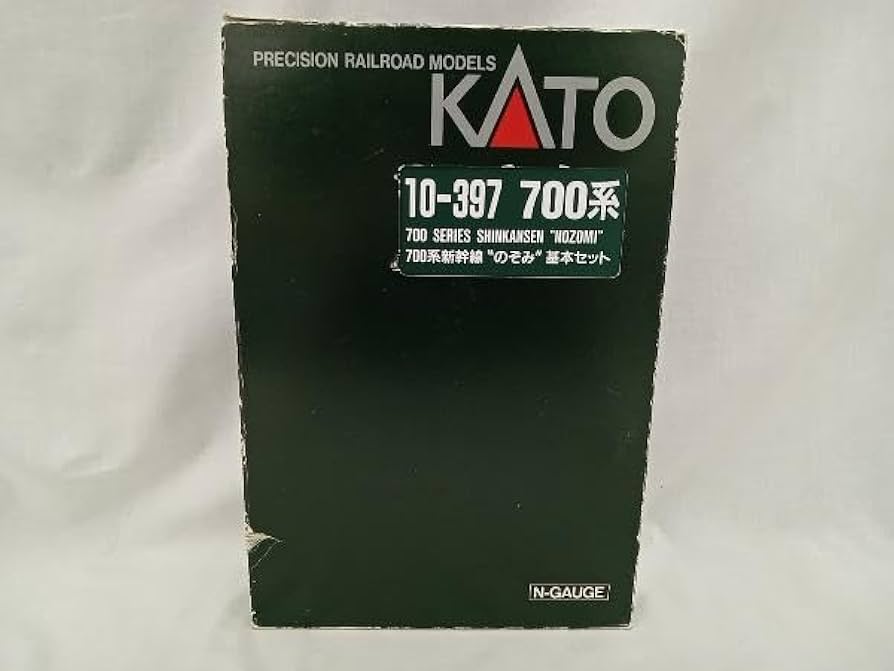 PRECISION RAILROAD MODELS
KATO
10-397 700系
700 SERIES SHINKANSEN "NOZOMI"
700系新幹線"のぞみ"基本セット
N-GAUGE